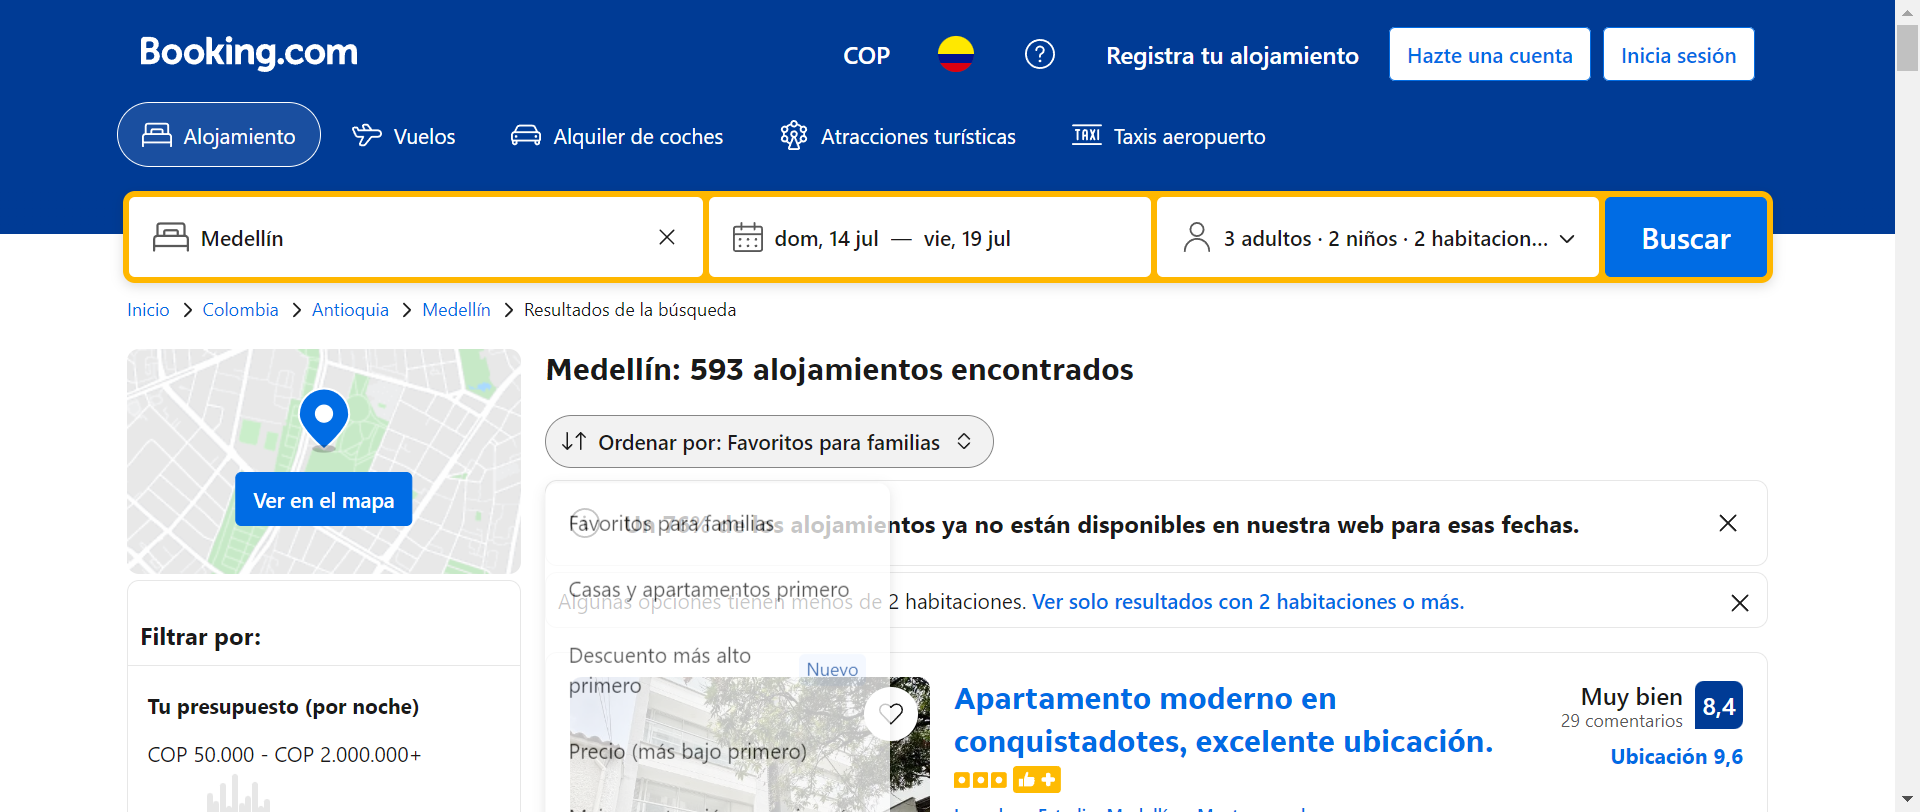 Booking.com
COP
Registra tu alojamiento
Hazte una cuenta
Inicia sesión
Alojamiento
Vuelos
Alquiler de coches
TAXI
Atracciones turísticas
Taxis aeropuerto
Medellín
dom, 14 jul — vie, 19 jul
3 adultos · 2 niños · 2 habitacion...
Buscar
Inicio > Colombia > Antioquia > Medellín > Resultados de la búsqueda
Ver en el mapa
Medellín: 593 alojamientos encontrados
Ordenar por: Favoritos para familias
Favoritos para familias
Un 76% de los alojamientos ya no están disponibles en nuestra web para esas fechas.
Casas y apartamentos primero
Algunas opciones tienen menos de 2 habitaciones. Ver solo resultados con 2 habitaciones o más.
Descuento más alto
primero
Nuevo
Precio (más bajo primero)
Filtrar por:
Tu presupuesto (por noche)
COP 50.000 - COP 2.000.000+
Apartamento moderno en
conquistadotes, excelente ubicación.
Muy bien
29 comentarios
8,4
Ubicación 9,6